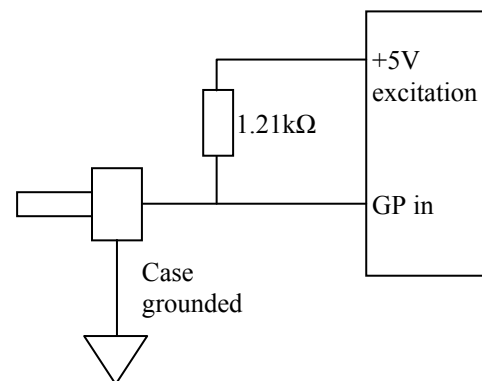 +5V
excitation
1.21kΩ
GP in
Case
grounded